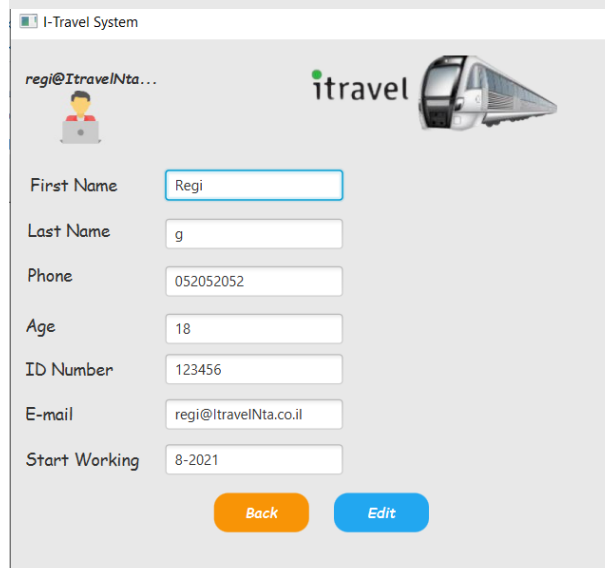 I-Travel System
regi@ItravelNta...
itravel
First Name Regi
Last Name g
Phone 052052052
Age 18
ID Number 123456
E-mail regi@ItravelNta.co.il
Start Working 8-2021
Back Edit